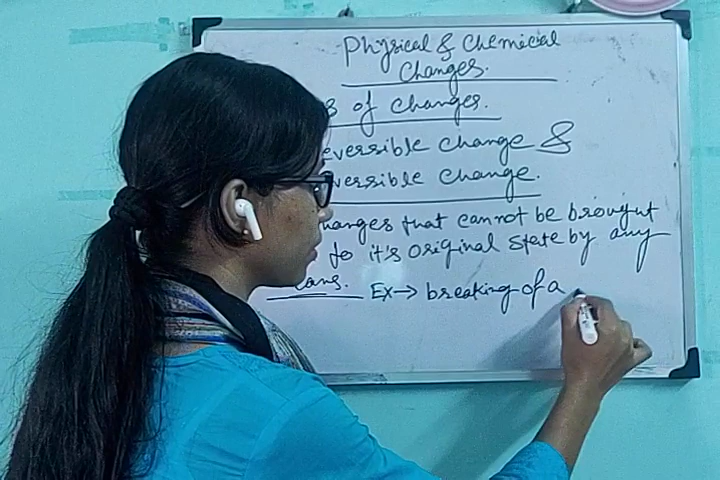 Physical & Chemical
Changes.
of changes.
eversible change &
versible change.
hanges that cannot be brought
to it's original state by any
eans. Ex→ breaking of a